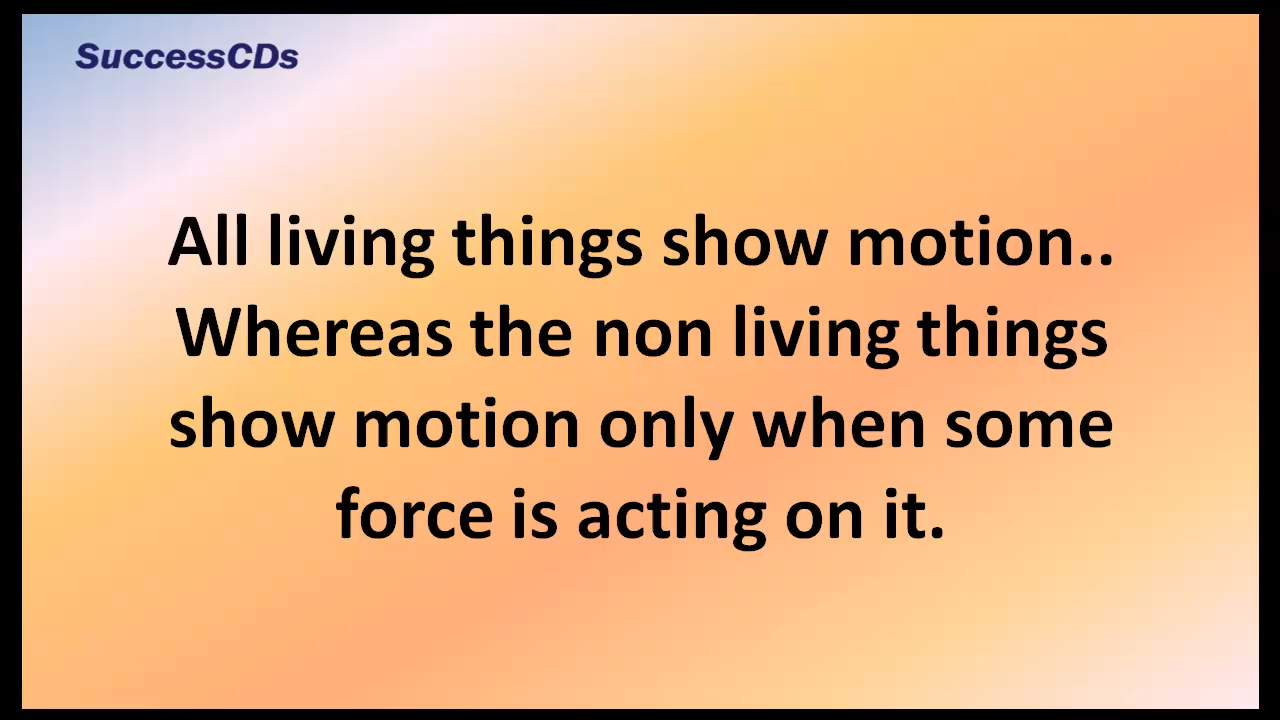 SuccessCDs
All living things show motion..
Whereas the non living things
show motion only when some
force is acting on it.